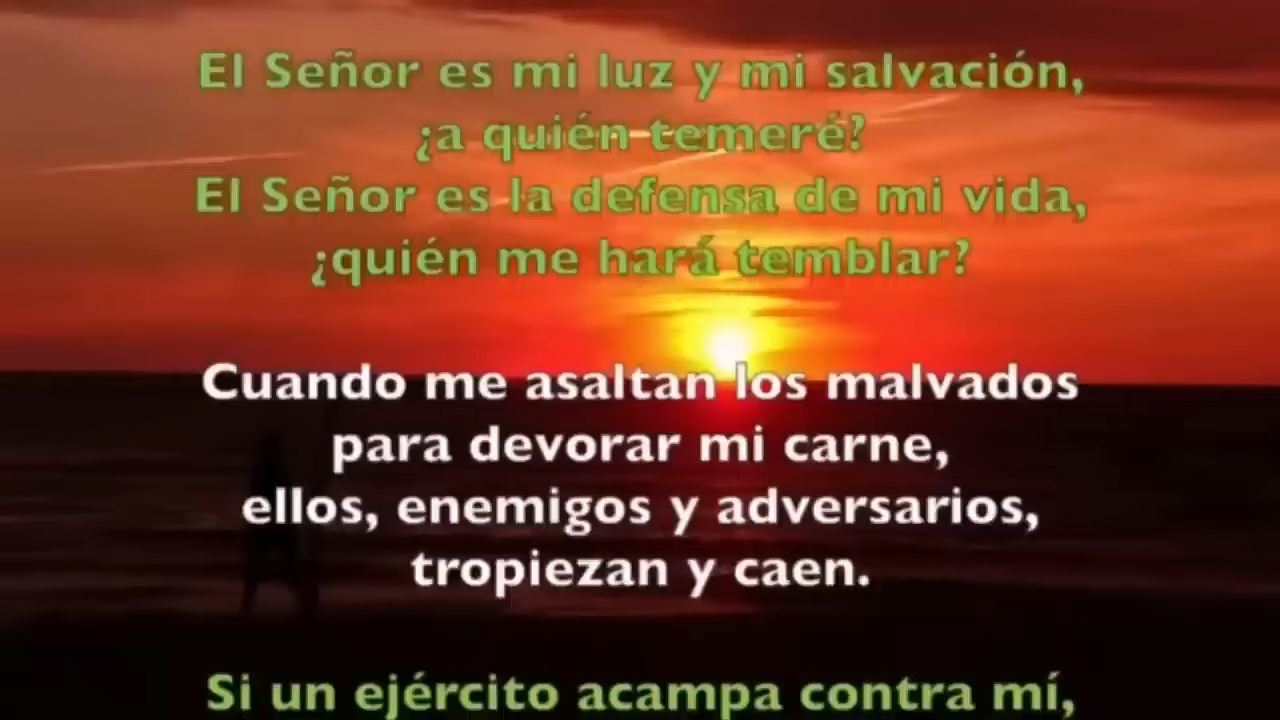 El Señor es mi luz y mi salvación,
¿a quién temeré?
El Señor es la defensa de mi vida,
¿quién me hará temblar?
Cuando me asaltan los malvados
para devorar mi carne,
ellos, enemigos y adversarios,
tropiezan y caen.
Si un ejército acampa contra mí,